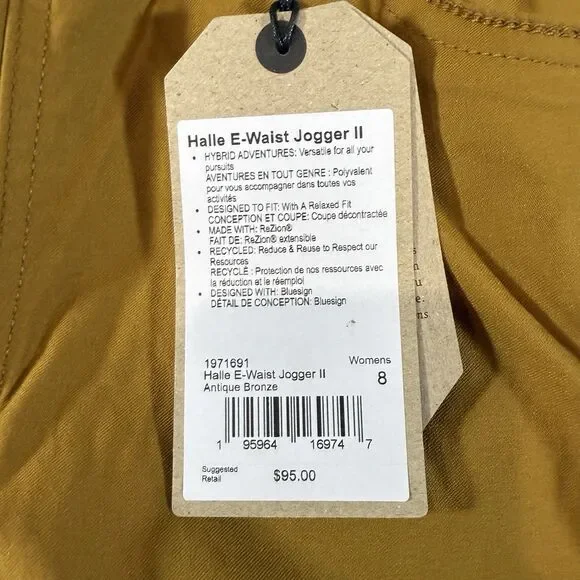 Halle E-Waist Jogger II
• HYBRID ADVENTURES: Versatile for all your
pursuits
AVENTURES EN TOUT GENRE : Polyvalent
pour vous accompagner dans toutes vos
activités
• DESIGNED TO FIT: With A Relaxed Fit
CONCEPTION ET COUPE: Coupe décontractée
• MADE WITH: ReZion®
FAIT DE: ReZion® extensible
• RECYCLED: Reduce & Reuse to Respect our
Resources
RECYCLÉ : Protection de nos ressources avec
la réduction et le réemploi
• DESIGNED WITH: Bluesign
DÉTAIL DE CONCEPTION: Bluesign
1971691 Womens
Halle E-Waist Jogger II 8
Antique Bronze
1 95964 16974 7
Suggested
Retail $95.00